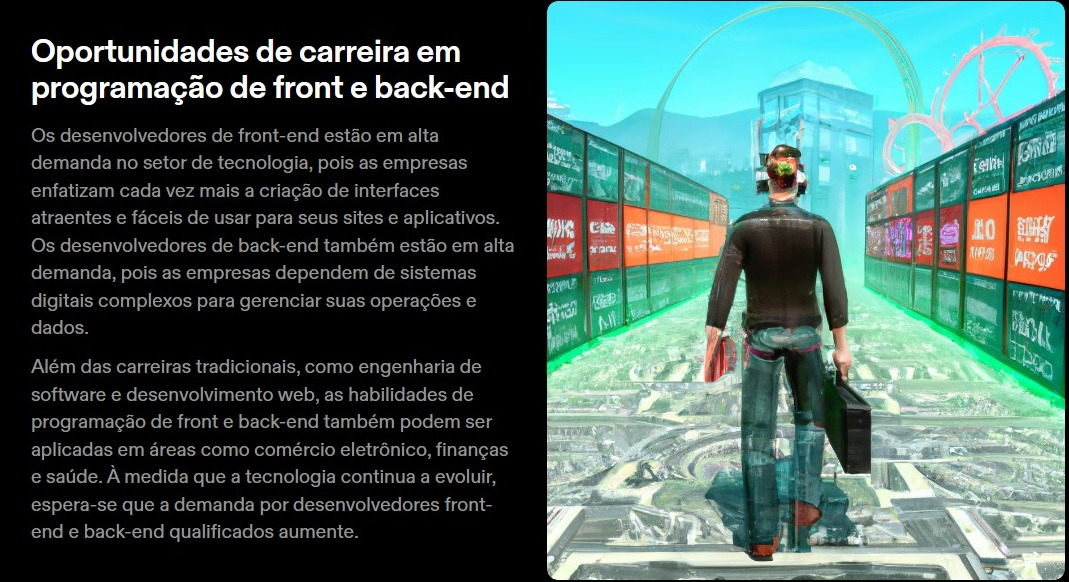 Oportunidades de carreira em
programação de front e back-end
Os desenvolvedores de front-end estão em alta
demanda no setor de tecnologia, pois as empresas
enfatizam cada vez mais a criação de interfaces
atraentes e fáceis de usar para seus sites e aplicativos.
Os desenvolvedores de back-end também estão em alta
demanda, pois as empresas dependem de sistemas
digitais complexos para gerenciar suas operações e
dados.
Além das carreiras tradicionais, como engenharia de
software e desenvolvimento web, as habilidades de
programação de front e back-end também podem ser
aplicadas em áreas como comércio eletrônico, finanças
e saúde. À medida que a tecnologia continua a evoluir,
espera-se que a demanda por desenvolvedores front-
end e back-end qualificados aumente.